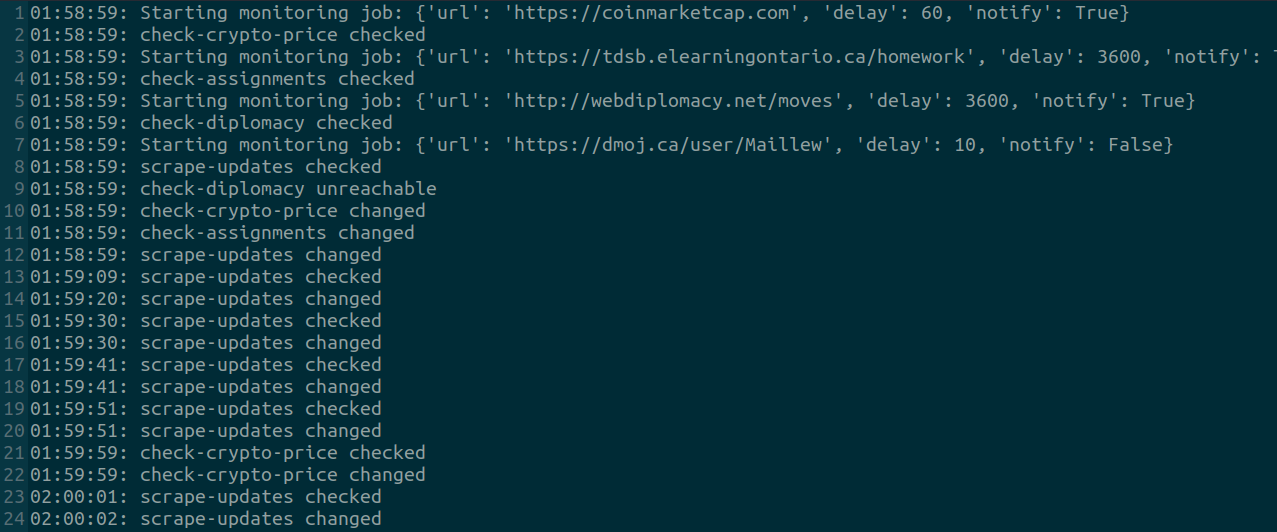 1 01:58:59: Starting monitoring job: {'url': 'https://coinmarketcap.com', 'delay': 60, 'notify': True}
2 01:58:59: check-crypto-price checked
3 01:58:59: Starting monitoring job: {'url': 'https://tdsb.elearningontario.ca/homework', 'delay': 3600, 'notify':
4 01:58:59: check-assignments checked
5 01:58:59: Starting monitoring job: {'url': 'http://webdiplomacy.net/moves', 'delay': 3600, 'notify': True}
6 01:58:59: check-diplomacy checked
7 01:58:59: Starting monitoring job: {'url': 'https://dmoj.ca/user/Maillew', 'delay': 10, 'notify': False}
8 01:58:59: scrape-updates checked
9 01:58:59: check-diplomacy unreachable
10 01:58:59: check-crypto-price changed
11 01:58:59: check-assignments changed
12 01:58:59: scrape-updates changed
13 01:59:09: scrape-updates checked
14 01:59:20: scrape-updates changed
15 01:59:30: scrape-updates checked
16 01:59:30: scrape-updates changed
17 01:59:41: scrape-updates checked
18 01:59:41: scrape-updates changed
19 01:59:51: scrape-updates checked
20 01:59:51: scrape-updates changed
21 01:59:59: check-crypto-price checked
22 01:59:59: check-crypto-price changed
23 02:00:01: scrape-updates checked
24 02:00:02: scrape-updates changed